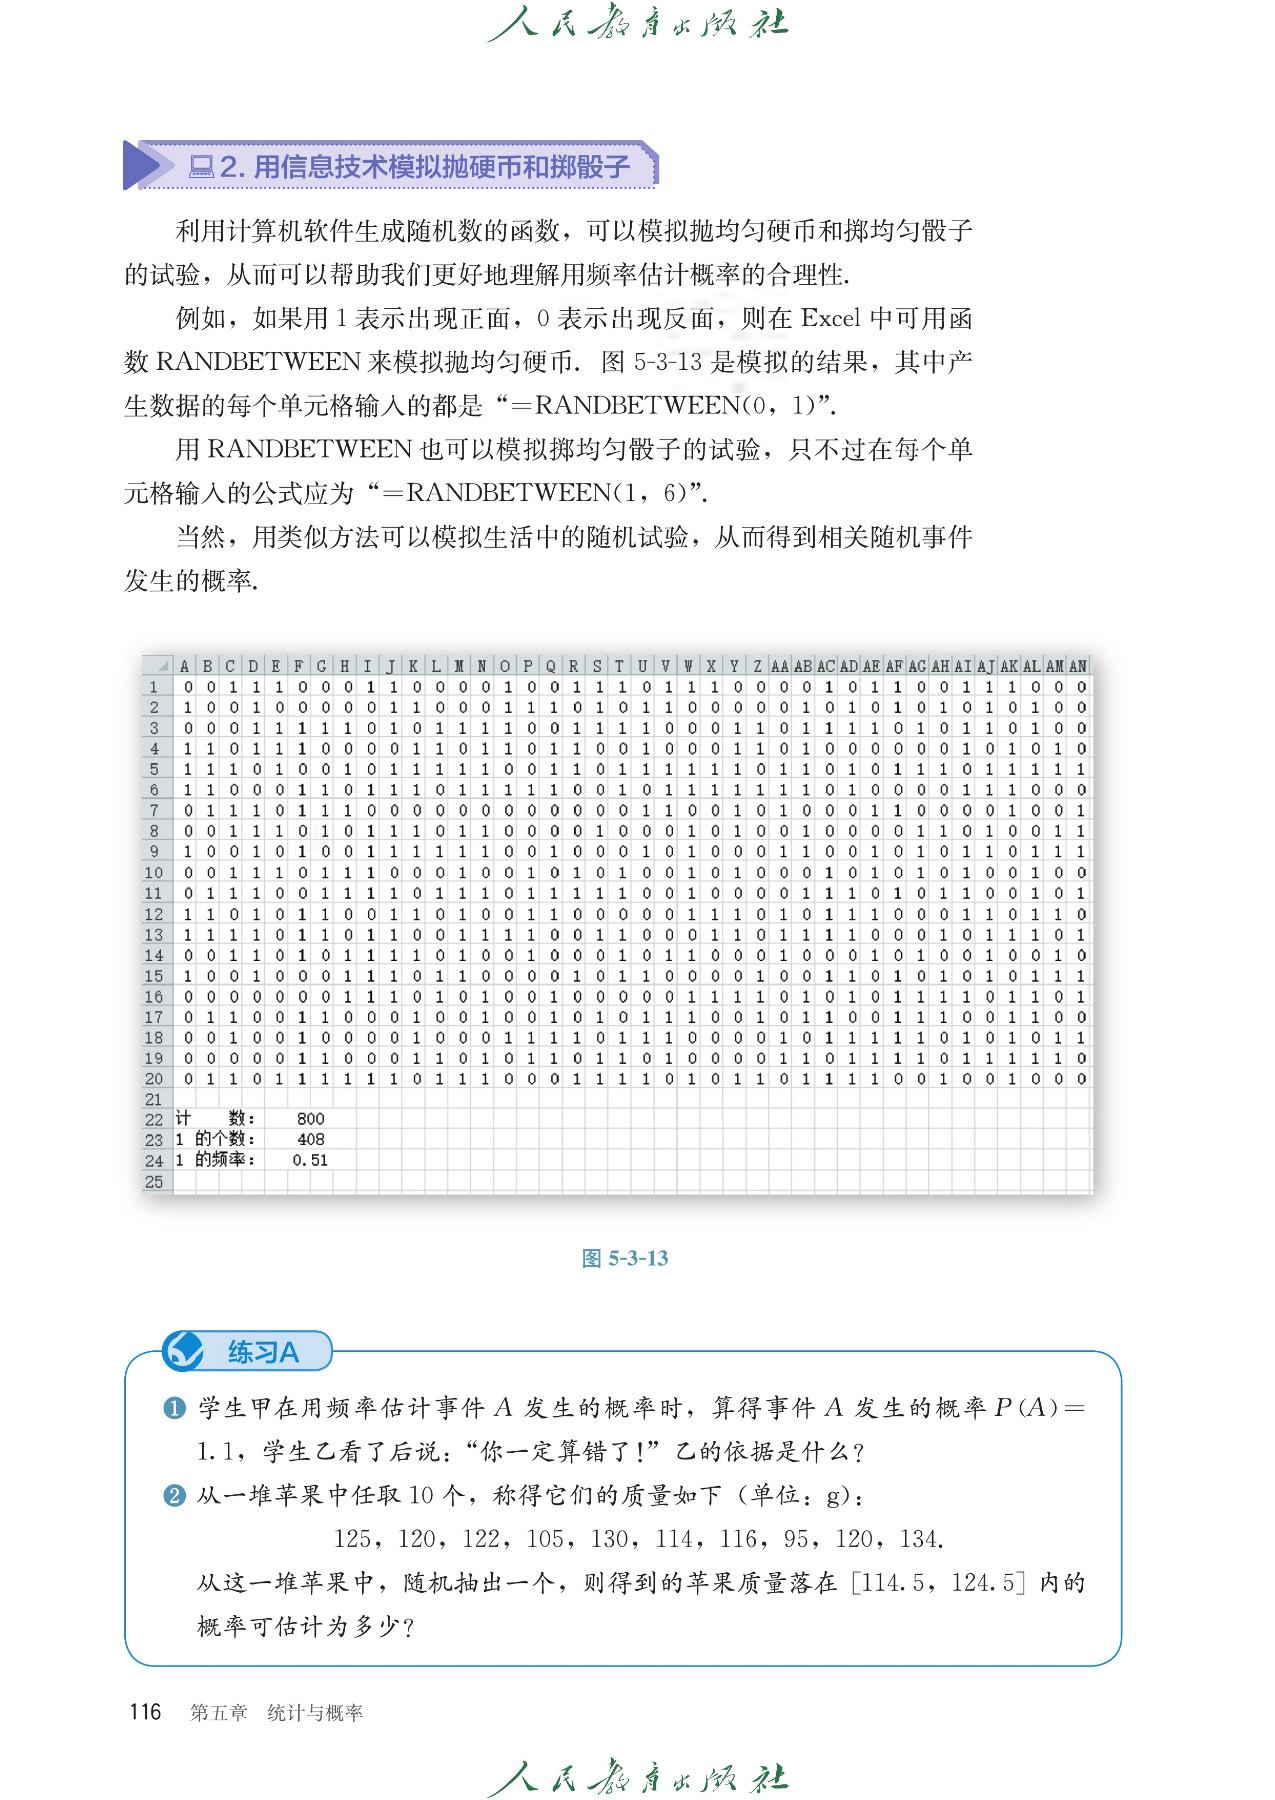 人民教育出版社
2. 用信息技术模拟抛硬币和掷骰子
利用计算机软件生成随机数的函数，可以模拟抛均匀硬币和掷均匀骰子
的试验，从而可以帮助我们更好地理解用频率估计概率的合理性.
例如，如果用 1 表示出现正面，0 表示出现反面，则在 Excel 中可用函
数 RANDBETWEEN 来模拟抛均匀硬币. 图 5-3-13 是模拟的结果，其中产
生数据的每个单元格输入的都是“=RANDBETWEEN(0，1)”.
用 RANDBETWEEN 也可以模拟掷均匀骰子的试验，只不过在每个单
元格输入的公式应为“=RANDBETWEEN(1，6)”.
当然，用类似方法可以模拟生活中的随机试验，从而得到相关随机事件
发生的概率.
A B C D E F G H I J K L M N O P Q R S T U V W X Y Z AA AB AC AD AE AF AG AH AI AJ AK AL AM AN
1 0 0 1 1 1 0 0 0 1 1 0 0 0 0 1 0 0 1 1 1 0 1 1 1 0 0 0 0 1 0 1 1 0 0 1 1 1 0 0 0
2 1 0 0 1 0 0 0 0 0 1 1 0 0 0 1 1 1 0 1 0 1 1 0 0 0 0 0 1 0 1 0 1 0 1 0 1 0 1 0 0
3 0 0 0 1 1 1 1 1 0 1 0 1 1 1 1 0 0 1 1 1 1 0 0 0 1 1 0 1 1 1 1 0 1 0 1 1 0 1 0 0
4 1 1 0 1 1 1 0 0 0 0 1 1 0 1 1 0 1 1 0 0 1 0 0 0 1 1 0 1 0 0 0 0 0 0 1 0 1 0 1 0
5 1 1 1 0 1 0 0 1 0 1 1 1 1 1 0 0 1 1 0 1 1 1 1 1 1 0 1 1 0 1 0 1 1 1 0 1 1 1 1 1
6 1 1 0 0 0 1 1 0 1 1 1 0 1 1 1 1 1 0 0 1 0 1 1 1 1 1 1 1 0 1 0 0 0 0 1 1 1 0 0 0
7 0 1 1 1 0 1 1 1 0 0 0 0 0 0 0 0 0 0 0 0 1 1 0 0 1 0 1 0 0 0 1 1 0 0 0 0 1 0 0 1
8 0 0 1 1 1 0 1 0 1 1 1 0 1 1 0 0 0 0 1 0 0 0 1 0 1 0 0 1 0 0 0 0 1 1 0 1 0 0 1 1
9 1 0 0 1 0 1 0 0 1 1 1 1 1 1 0 0 1 0 0 0 1 0 1 0 0 0 1 1 0 0 1 0 1 0 1 1 0 1 1 1
10 0 0 1 1 1 0 1 1 1 0 0 0 1 0 0 1 0 1 0 1 0 0 1 0 1 0 0 0 1 0 1 0 1 0 1 0 0 1 0 0
11 0 1 1 1 0 0 1 1 1 1 0 1 1 1 0 1 1 1 1 1 0 0 1 0 0 0 0 1 1 1 0 1 0 1 1 0 0 1 0 1
12 1 1 0 1 0 1 1 0 0 1 1 0 1 0 0 1 1 0 0 0 0 0 1 1 1 0 1 0 1 1 1 0 0 0 1 1 0 1 1 0
13 1 1 1 1 0 1 1 0 1 1 0 0 1 1 1 1 0 0 1 1 0 0 0 1 1 0 1 1 1 1 0 0 0 1 0 1 1 1 0 1
14 0 0 1 1 0 1 0 1 1 1 1 0 1 0 0 1 0 0 0 1 0 1 1 0 0 0 1 0 0 0 1 0 1 0 0 1 0 0 1 0
15 1 0 0 1 0 0 0 1 1 1 0 1 1 0 0 0 0 1 0 1 1 0 0 0 0 1 0 0 1 1 0 1 0 1 0 1 0 1 1 1
16 0 0 0 0 0 0 0 1 1 1 0 1 0 1 0 0 1 0 0 0 0 0 1 1 1 1 0 1 0 1 0 1 1 1 1 0 1 1 0 1
17 0 1 1 0 0 1 1 0 0 0 1 0 0 1 0 0 1 0 1 0 1 1 1 0 0 1 0 1 1 0 0 1 1 1 0 0 1 1 0 0
18 0 0 1 0 0 1 0 0 0 0 1 0 0 0 1 1 1 1 0 1 1 1 0 0 0 0 1 0 1 1 1 1 1 0 1 0 1 0 1 1
19 0 0 0 0 0 1 1 0 0 0 1 1 0 1 0 1 1 0 1 1 0 1 0 0 0 0 1 1 0 1 1 1 1 0 1 1 1 1 1 0
20 0 1 1 0 1 1 1 1 1 1 0 1 1 1 0 0 0 1 1 1 1 0 1 0 1 1 0 1 1 1 1 0 0 1 0 0 1 0 0 0
21
22 计 数： 800
23 1 的个数： 408
24 1 的频率： 0.51
25
图 5-3-13
练习A
1 学生甲在用频率估计事件 A 发生的概率时，算得事件 A 发生的概率 P(A)=
1.1，学生乙看了后说：“你一定算错了!”乙的依据是什么?
2 从一堆苹果中任取 10 个，称得它们的质量如下（单位：g）：
125，120，122，105，130，114，116，95，120，134.
从这一堆苹果中，随机抽出一个，则得到的苹果质量落在 [114.5，124.5] 内的
概率可估计为多少?
116 第五章 统计与概率
人民教育出版社